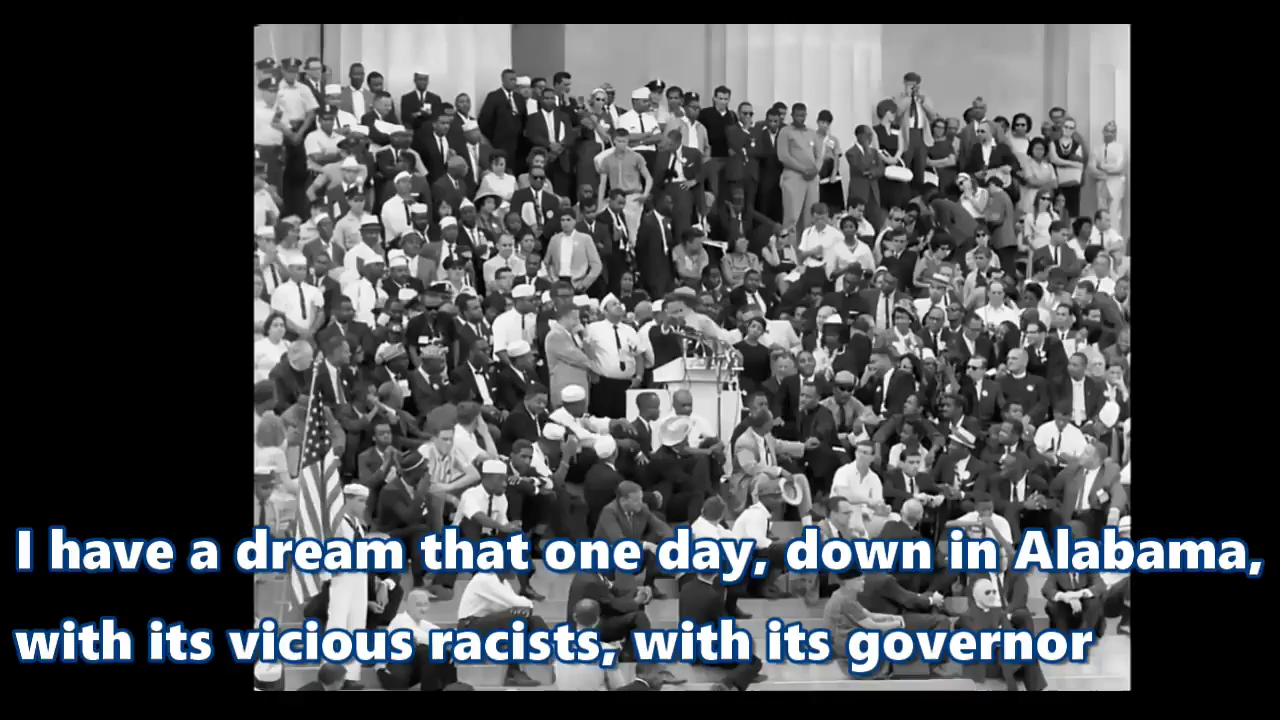 I have a dream that one day, down in Alabama,
with its vicious racists, with its governor